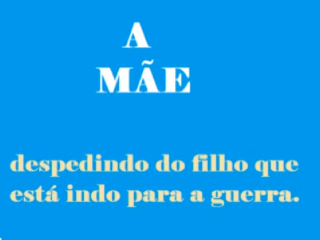 A
MÃE
despedindo do filho que
está indo para a guerra.